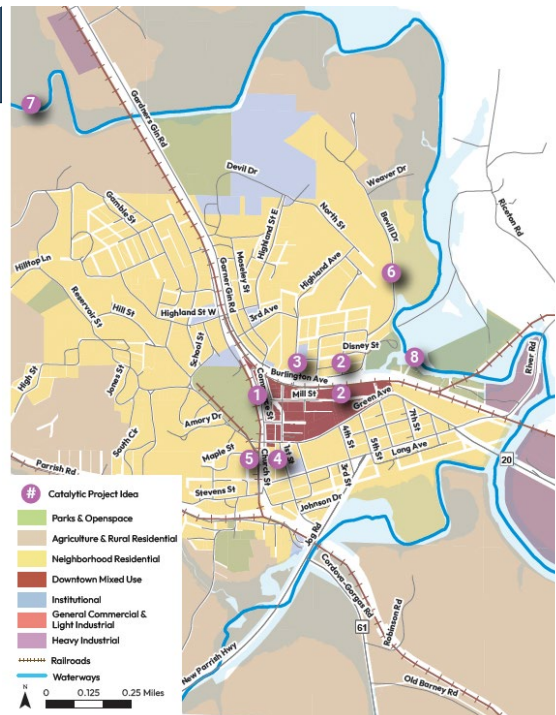 7
Gardners Gin Rd
Devil Dr
Weaver Dr
Riceton Rd
Gamble St
North St
Bevill Dr
Highland St E
Moseley St
Garner Gin Rd
Highland Ave
Hilltop Ln
6
Reservoir St
Hill St
Highland St W
3rd Ave
School St
Disney St
River Rd
3
2
8
High St
Jones St
Burlington Ave
1
Mill St
2
Green Ave
South Cir
Amory Dr
4th St
5th St
7th St
Maple St
1st St
Long Ave
5
4
Church St
3rd St
20
Parrish Rd
Stevens St
Johnson Dr
Jag Rd
# Catalytic Project Idea
Parks & Openspace
Agriculture & Rural Residential
Neighborhood Residential
Downtown Mixed Use
Institutional
General Commercial &
Light Industrial
Heavy Industrial
Railroads
Waterways
N
0 0.125 0.25 Miles
Cordova-Gorgas Rd
61
Robinson Rd
New Parrish Hwy
Old Barney Rd